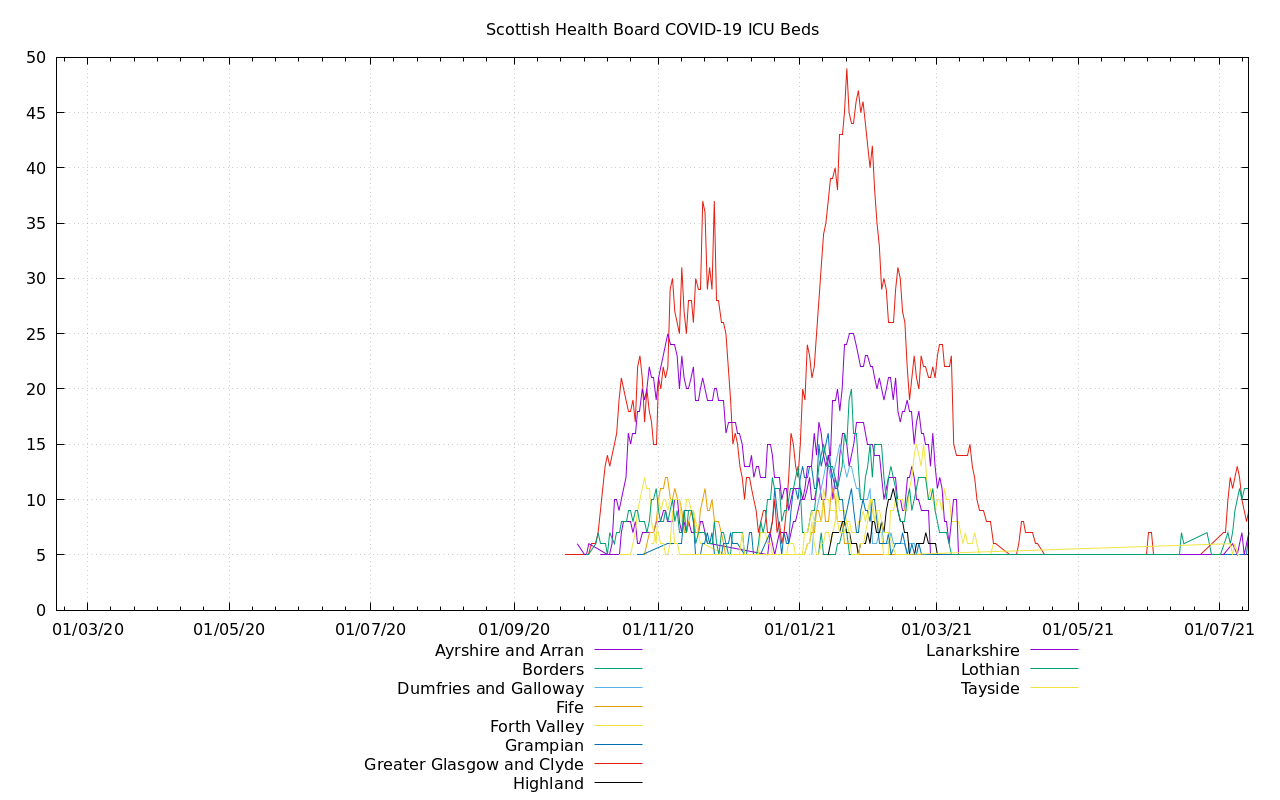 Scottish Health Board COVID-19 ICU Beds
50
45
40
35
30
25
20
15
10
5
0
01/03/20 01/05/20 01/07/20 01/09/20 01/11/20 01/01/21 01/03/21 01/05/21 01/07/21
Ayrshire and Arran
Borders
Dumfries and Galloway
Fife
Forth Valley
Grampian
Greater Glasgow and Clyde
Highland
Lanarkshire
Lothian
Tayside